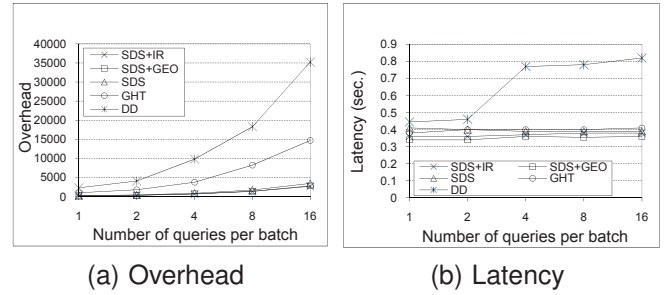 40000
35000
30000
25000
20000
15000
10000
5000
0
Overhead
SDS+IR
SDS+GEO
SDS
GHT
DD
1 2 4 8 16
Number of queries per batch
(a) Overhead
0.9
0.8
0.7
0.6
0.5
0.4
0.3
0.2
0.1
0
Latency (sec.)
SDS+IR SDS+GEO
SDS GHT
DD
1 2 4 8 16
Number of queries per batch
(b) Latency